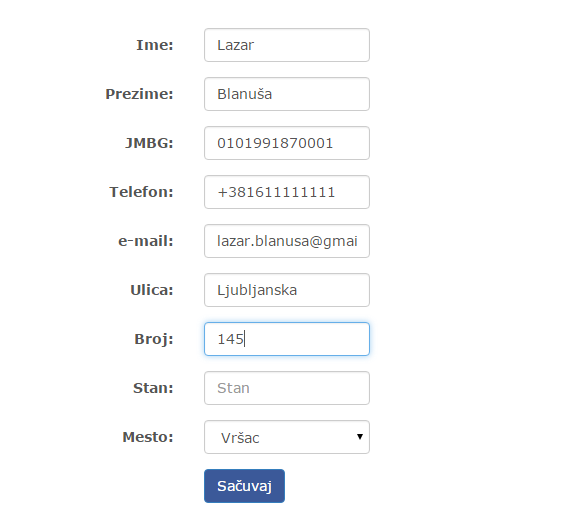 Ime: Lazar
Prezime: Blanuša
JMBG: 0101991870001
Telefon: +381611111111
e-mail: lazar.blanusa@gmai
Ulica: Ljubljanska
Broj: 145
Stan: Stan
Mesto: Vršac
Sačuvaj